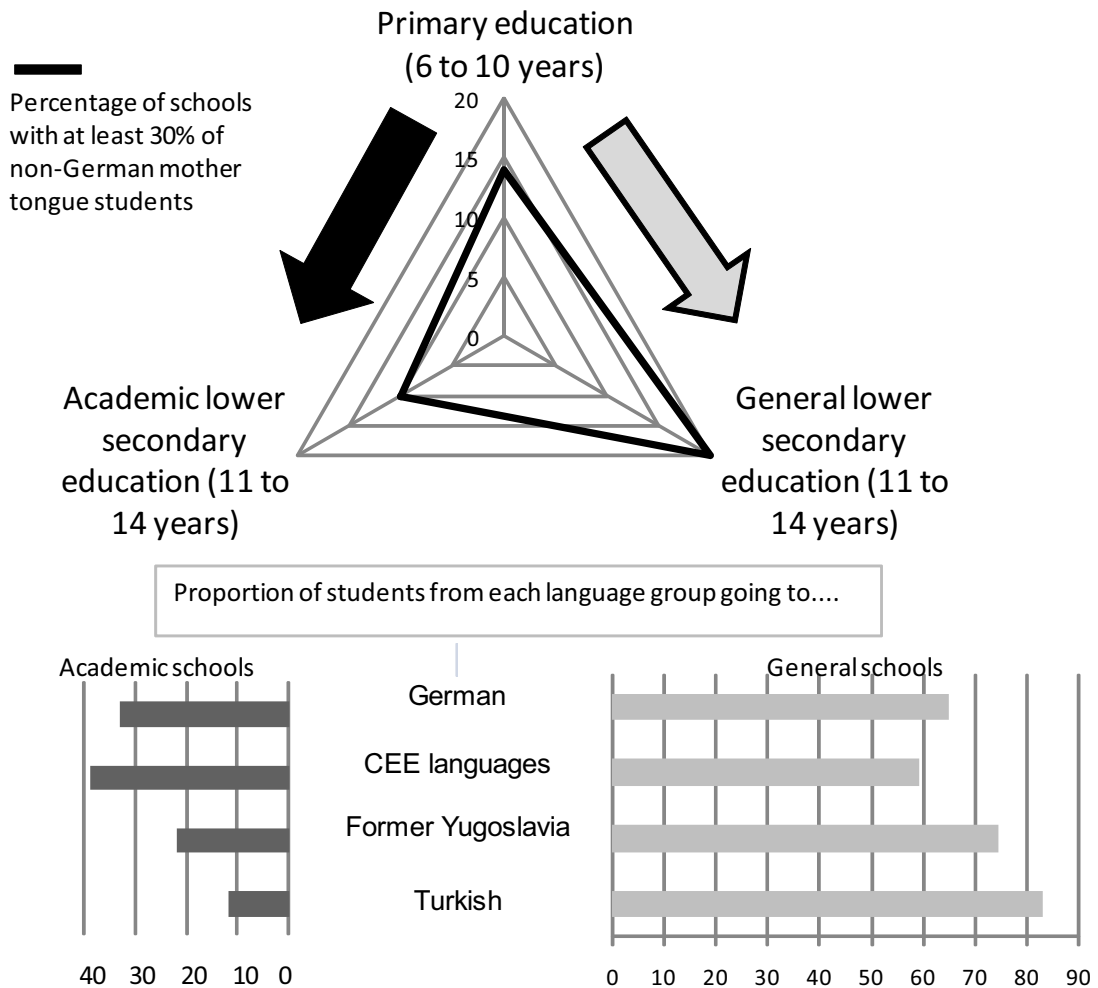 Primary education
(6 to 10 years)
Percentage of schools
with at least 30% of
non-German mother
tongue students
20
15
10
5
0
Academic lower
secondary
education (11 to
14 years)
General lower
secondary
education (11 to
14 years)
Proportion of students from each language group going to....
Academic schools
General schools
German
CEE languages
Former Yugoslavia
Turkish
40 30 20 10 0
0 10 20 30 40 50 60 70 80 90